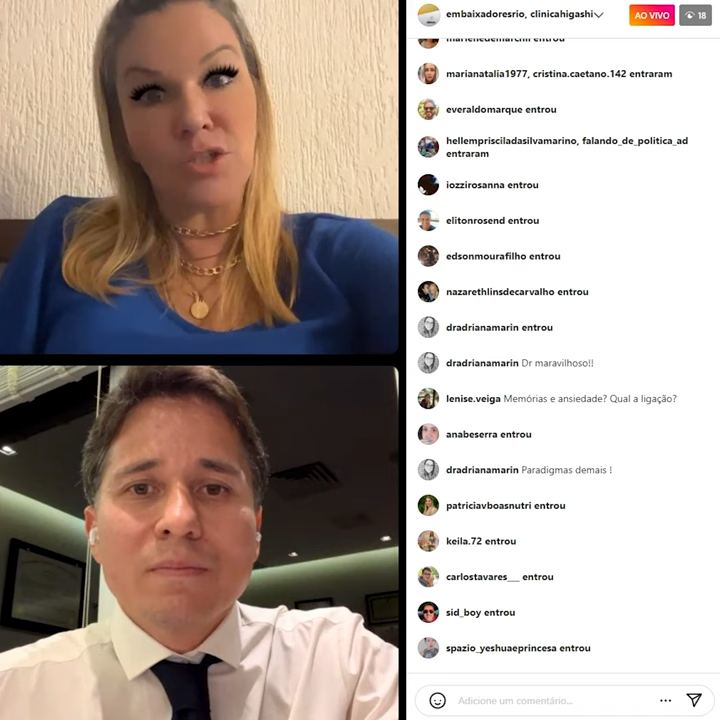 embaixadoresrio, clinicahigashi
AO VIVO
18
marianatalia1977, cristina.caetano.142 entraram
everaldomarque entrou
hellemprisciladasilvamarino, falando_de_politica_ad
entraram
iozzirosanna entrou
elitonrosend entrou
edsonmourafilho entrou
nazarethlinsdecarvalho entrou
dradrianamarin entrou
dradrianamarin Dr maravilhoso!!
lenise.veiga Memórias e ansiedade? Qual a ligação?
anabeserra entrou
dradrianamarin Paradigmas demais !
patriciavboasnutri entrou
keila.72 entrou
carlostavares___ entrou
sid_boy entrou
spazio_yeshuaeprincesa entrou
Adicione um comentário...